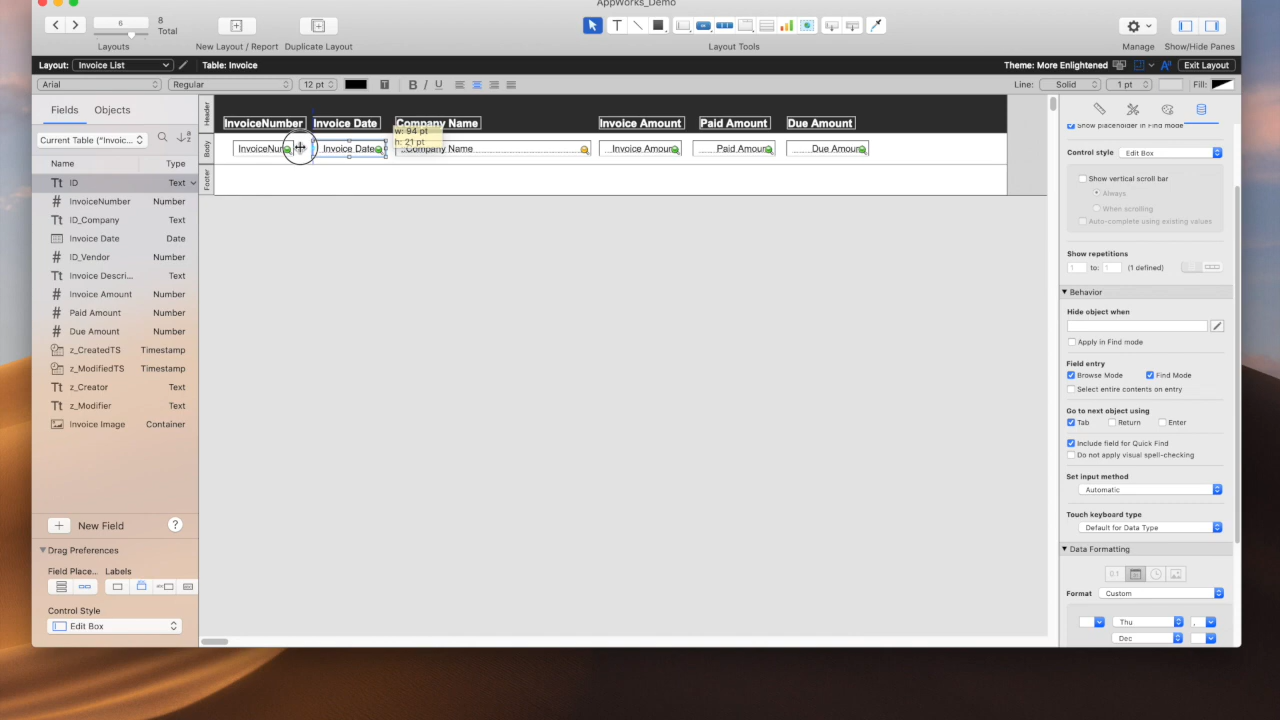 AppWorks_Demo
6
8
Total
Layouts
New Layout / Report
Duplicate Layout
T
Layout Tools
Manage
Show/Hide Panes
Layout:
Invoice List
Table: Invoice
Theme: More Enlightened
Exit Layout
Arial
Regular
12 pt
B I U
Line:
Solid
1 pt
Fill:
Fields
Objects
Current Table ("Invoic...
Name
Type
Tt ID Text
# InvoiceNumber Number
Tt ID_Company Text
Invoice Date Date
# ID_Vendor Number
Tt Invoice Descri... Text
# Invoice Amount Number
# Paid Amount Number
# Due Amount Number
z_CreatedTS Timestamp
z_ModifiedTS Timestamp
Tt z_Creator Text
Tt z_Modifier Text
Invoice Image Container
+ New Field ?
Drag Preferences
Field Place..
Labels
Control Style
Edit Box
Header
InvoiceNumber
Invoice Date
Company Name
Invoice Amount
Paid Amount
Due Amount
w: 94 pt
h: 21 pt
Body
InvoiceNum
Invoice Date
Company Name
Invoice Amoun
Paid Amoun
Due Amoun
Footer
Show placeholder in Find mode
Control style
Edit Box
Show vertical scroll bar
Always
When scrolling
Auto-complete using existing values
Show repetitions
1 to: 1 (1 defined)
Behavior
Hide object when
Apply in Find mode
Field entry
Browse Mode
Find Mode
Select entire contents on entry
Go to next object using
Tab
Return
Enter
Include field for Quick Find
Do not apply visual spell-checking
Set input method
Automatic
Touch keyboard type
Default for Data Type
Data Formatting
0.1
Format
Custom
Thu
,
Dec